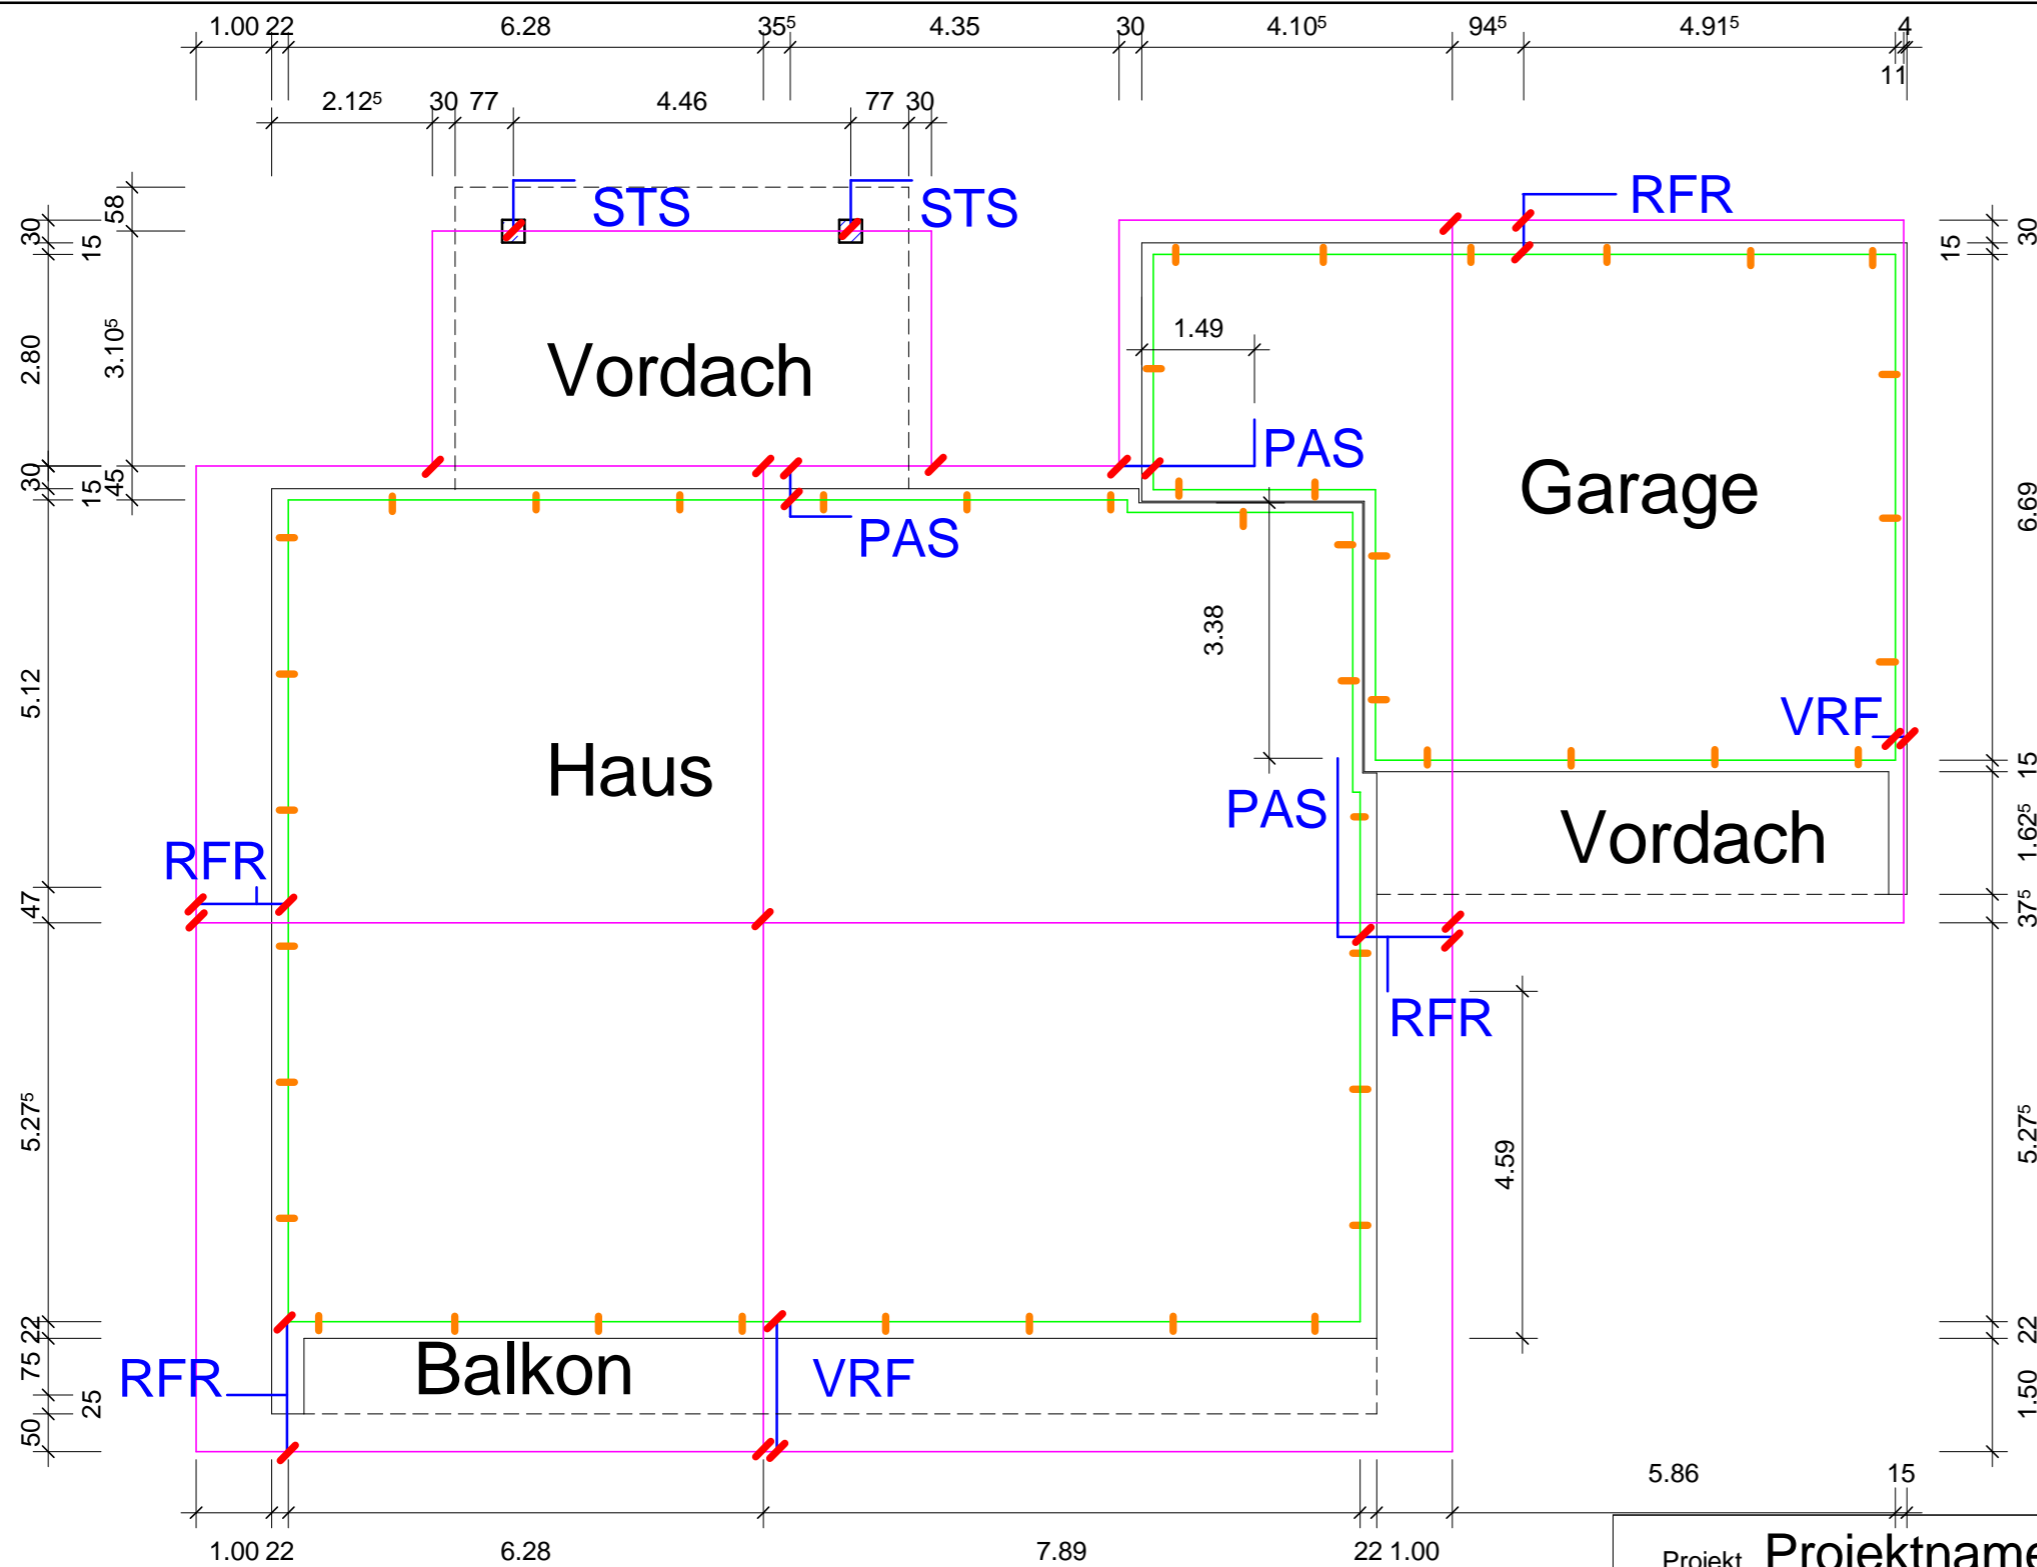 1.00 22 6.28 35⁵ 4.35 30 4.10⁵ 94⁵ 4.91⁵ 4
11
2.12⁵ 30 77 4.46 77 30
STS
STS
RFR
58
30
15
15
30
1.49
2.80
3.10⁵
Vordach
PAS
Garage
30
15
45
6.69
PAS
3.38
5.12
VRF
Haus
15
PAS
Vordach
1.62⁵
RFR
47
37⁵
RFR
5.27⁵
4.59
5.27⁵
22
22
75
RFR
Balkon
VRF
25
50
1.50
5.86 15
1.00 22 6.28 7.89 22 1.00
Projekt Projektname